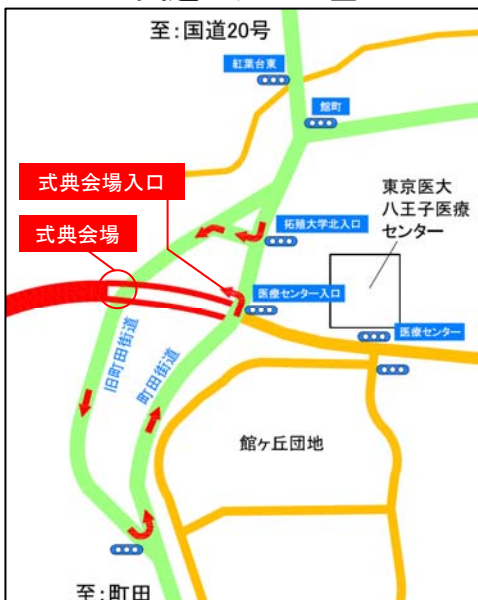 至:国道20号
紅葉台東
館町
式典会場入口
東京医大
八王子医療
センター
式典会場
拓殖大学北入口
医療センター入口
医療センター
旧町田街道
町田街道
館ヶ丘団地
至:町田